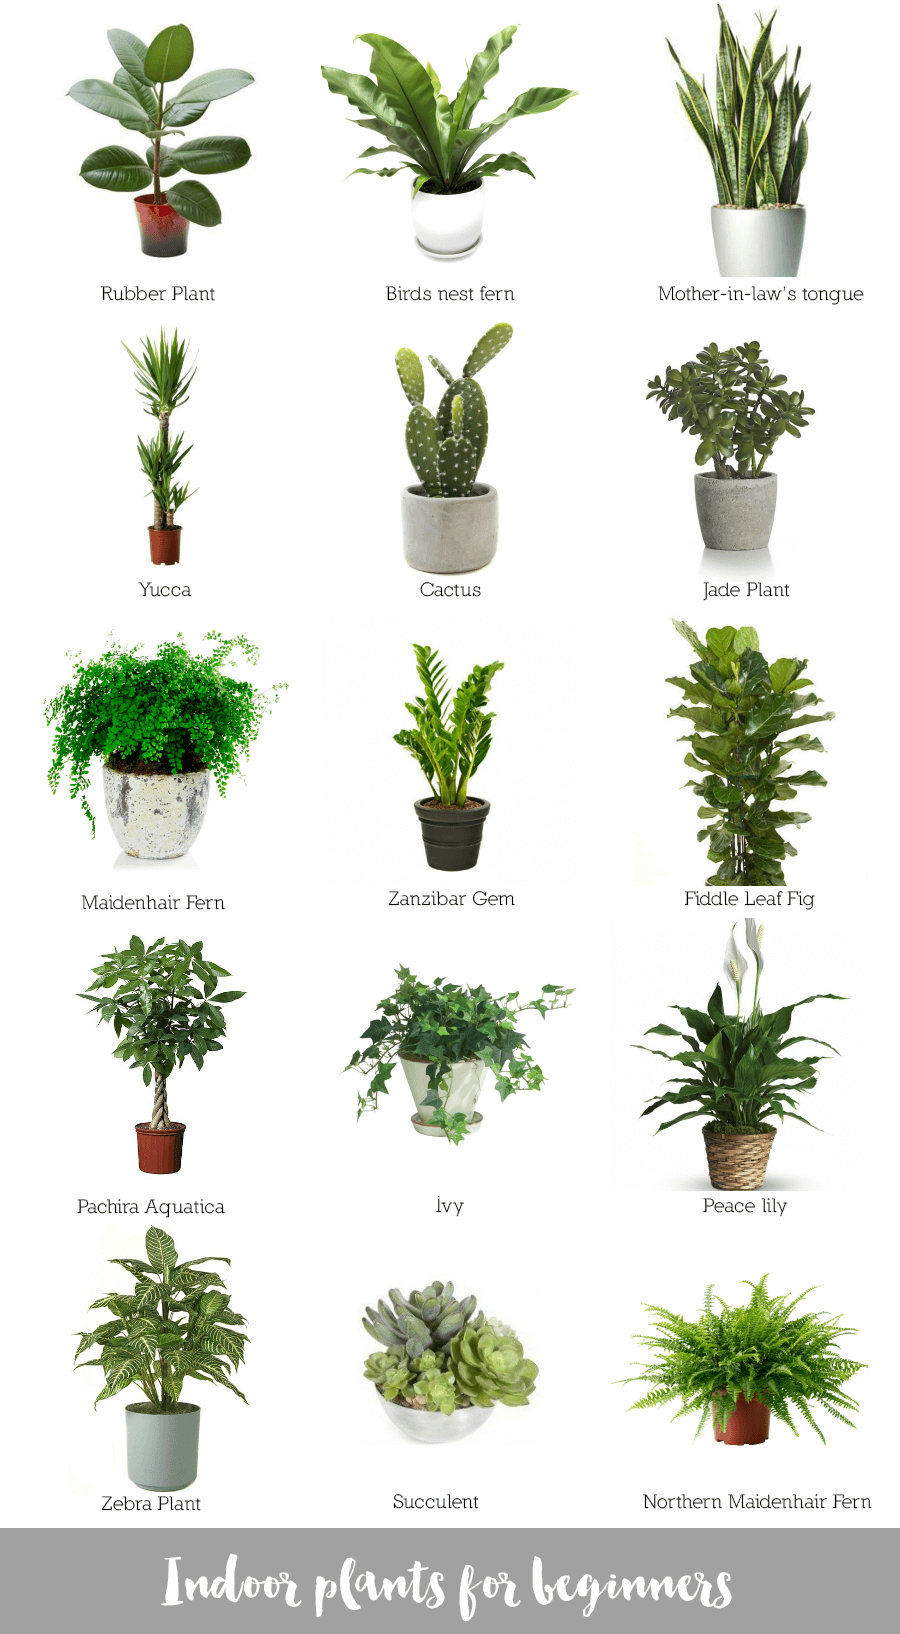 Rubber Plant
Birds nest fern
Mother-in-law's tongue
Yucca
Cactus
Jade Plant
Maidenhair Fern
Zanzibar Gem
Fiddle Leaf Fig
Pachira Aquatica
Ivy
Peace lily
Zebra Plant
Succulent
Northern Maidenhair Fern
Indoor plants for beginners